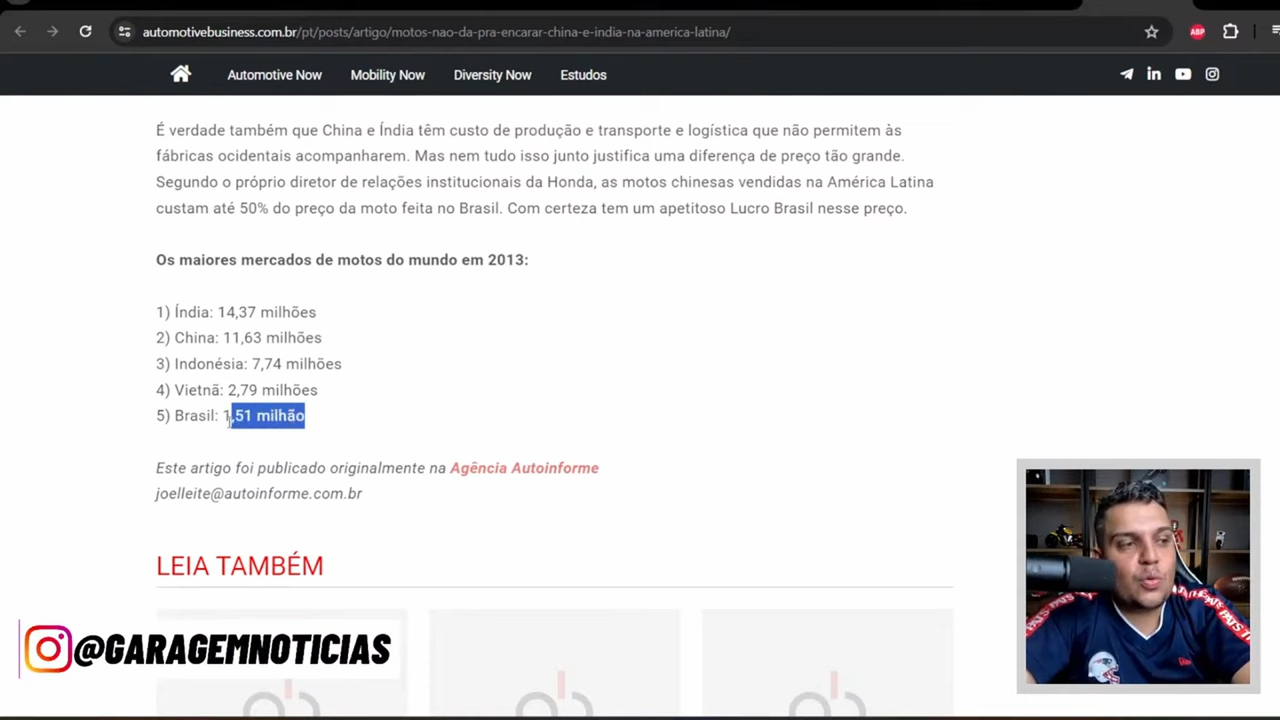 automotivebusiness.com.br/pt/posts/artigo/motos-nao-da-pra-encarar-china-e-india-na-america-latina/
ABP
Automotive Now Mobility Now Diversity Now Estudos
É verdade também que China e Índia têm custo de produção e transporte e logística que não permitem às
fábricas ocidentais acompanharem. Mas nem tudo isso junto justifica uma diferença de preço tão grande.
Segundo o próprio diretor de relações institucionais da Honda, as motos chinesas vendidas na América Latina
custam até 50% do preço da moto feita no Brasil. Com certeza tem um apetitoso Lucro Brasil nesse preço.
Os maiores mercados de motos do mundo em 2013:
1) Índia: 14,37 milhões
2) China: 11,63 milhões
3) Indonésia: 7,74 milhões
4) Vietnã: 2,79 milhões
5) Brasil: 1,51 milhão
Este artigo foi publicado originalmente na Agência Autoinforme
joelleite@autoinforme.com.br
LEIA TAMBÉM
@GARAGEMNOTICIAS